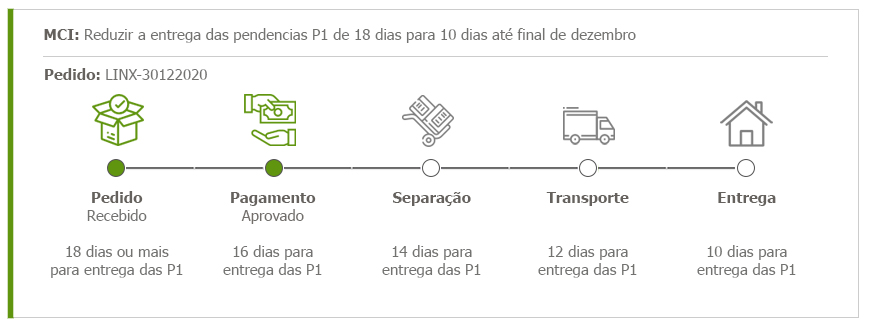 MCI: Reduzir a entrega das pendencias P1 de 18 dias para 10 dias até final de dezembro
Pedido: LINX-30122020
Pedido
Recebido
Pagamento
Aprovado
Separação
Transporte
Entrega
18 dias ou mais
para entrega das P1
16 dias para
entrega das P1
14 dias para
entrega das P1
12 dias para
entrega das P1
10 dias para
entrega das P1